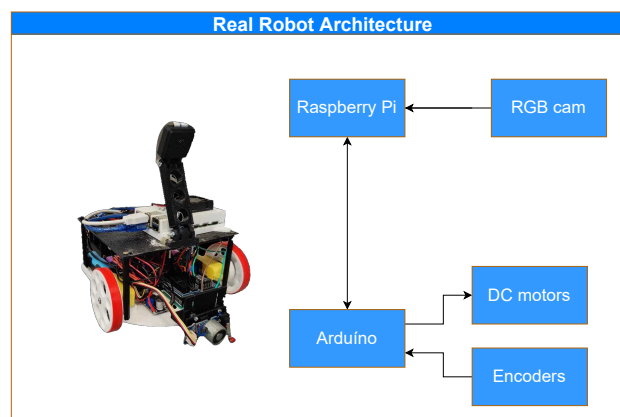 Real Robot Architecture
Raspberry Pi
RGB cam
DC motors
Arduíno
Encoders